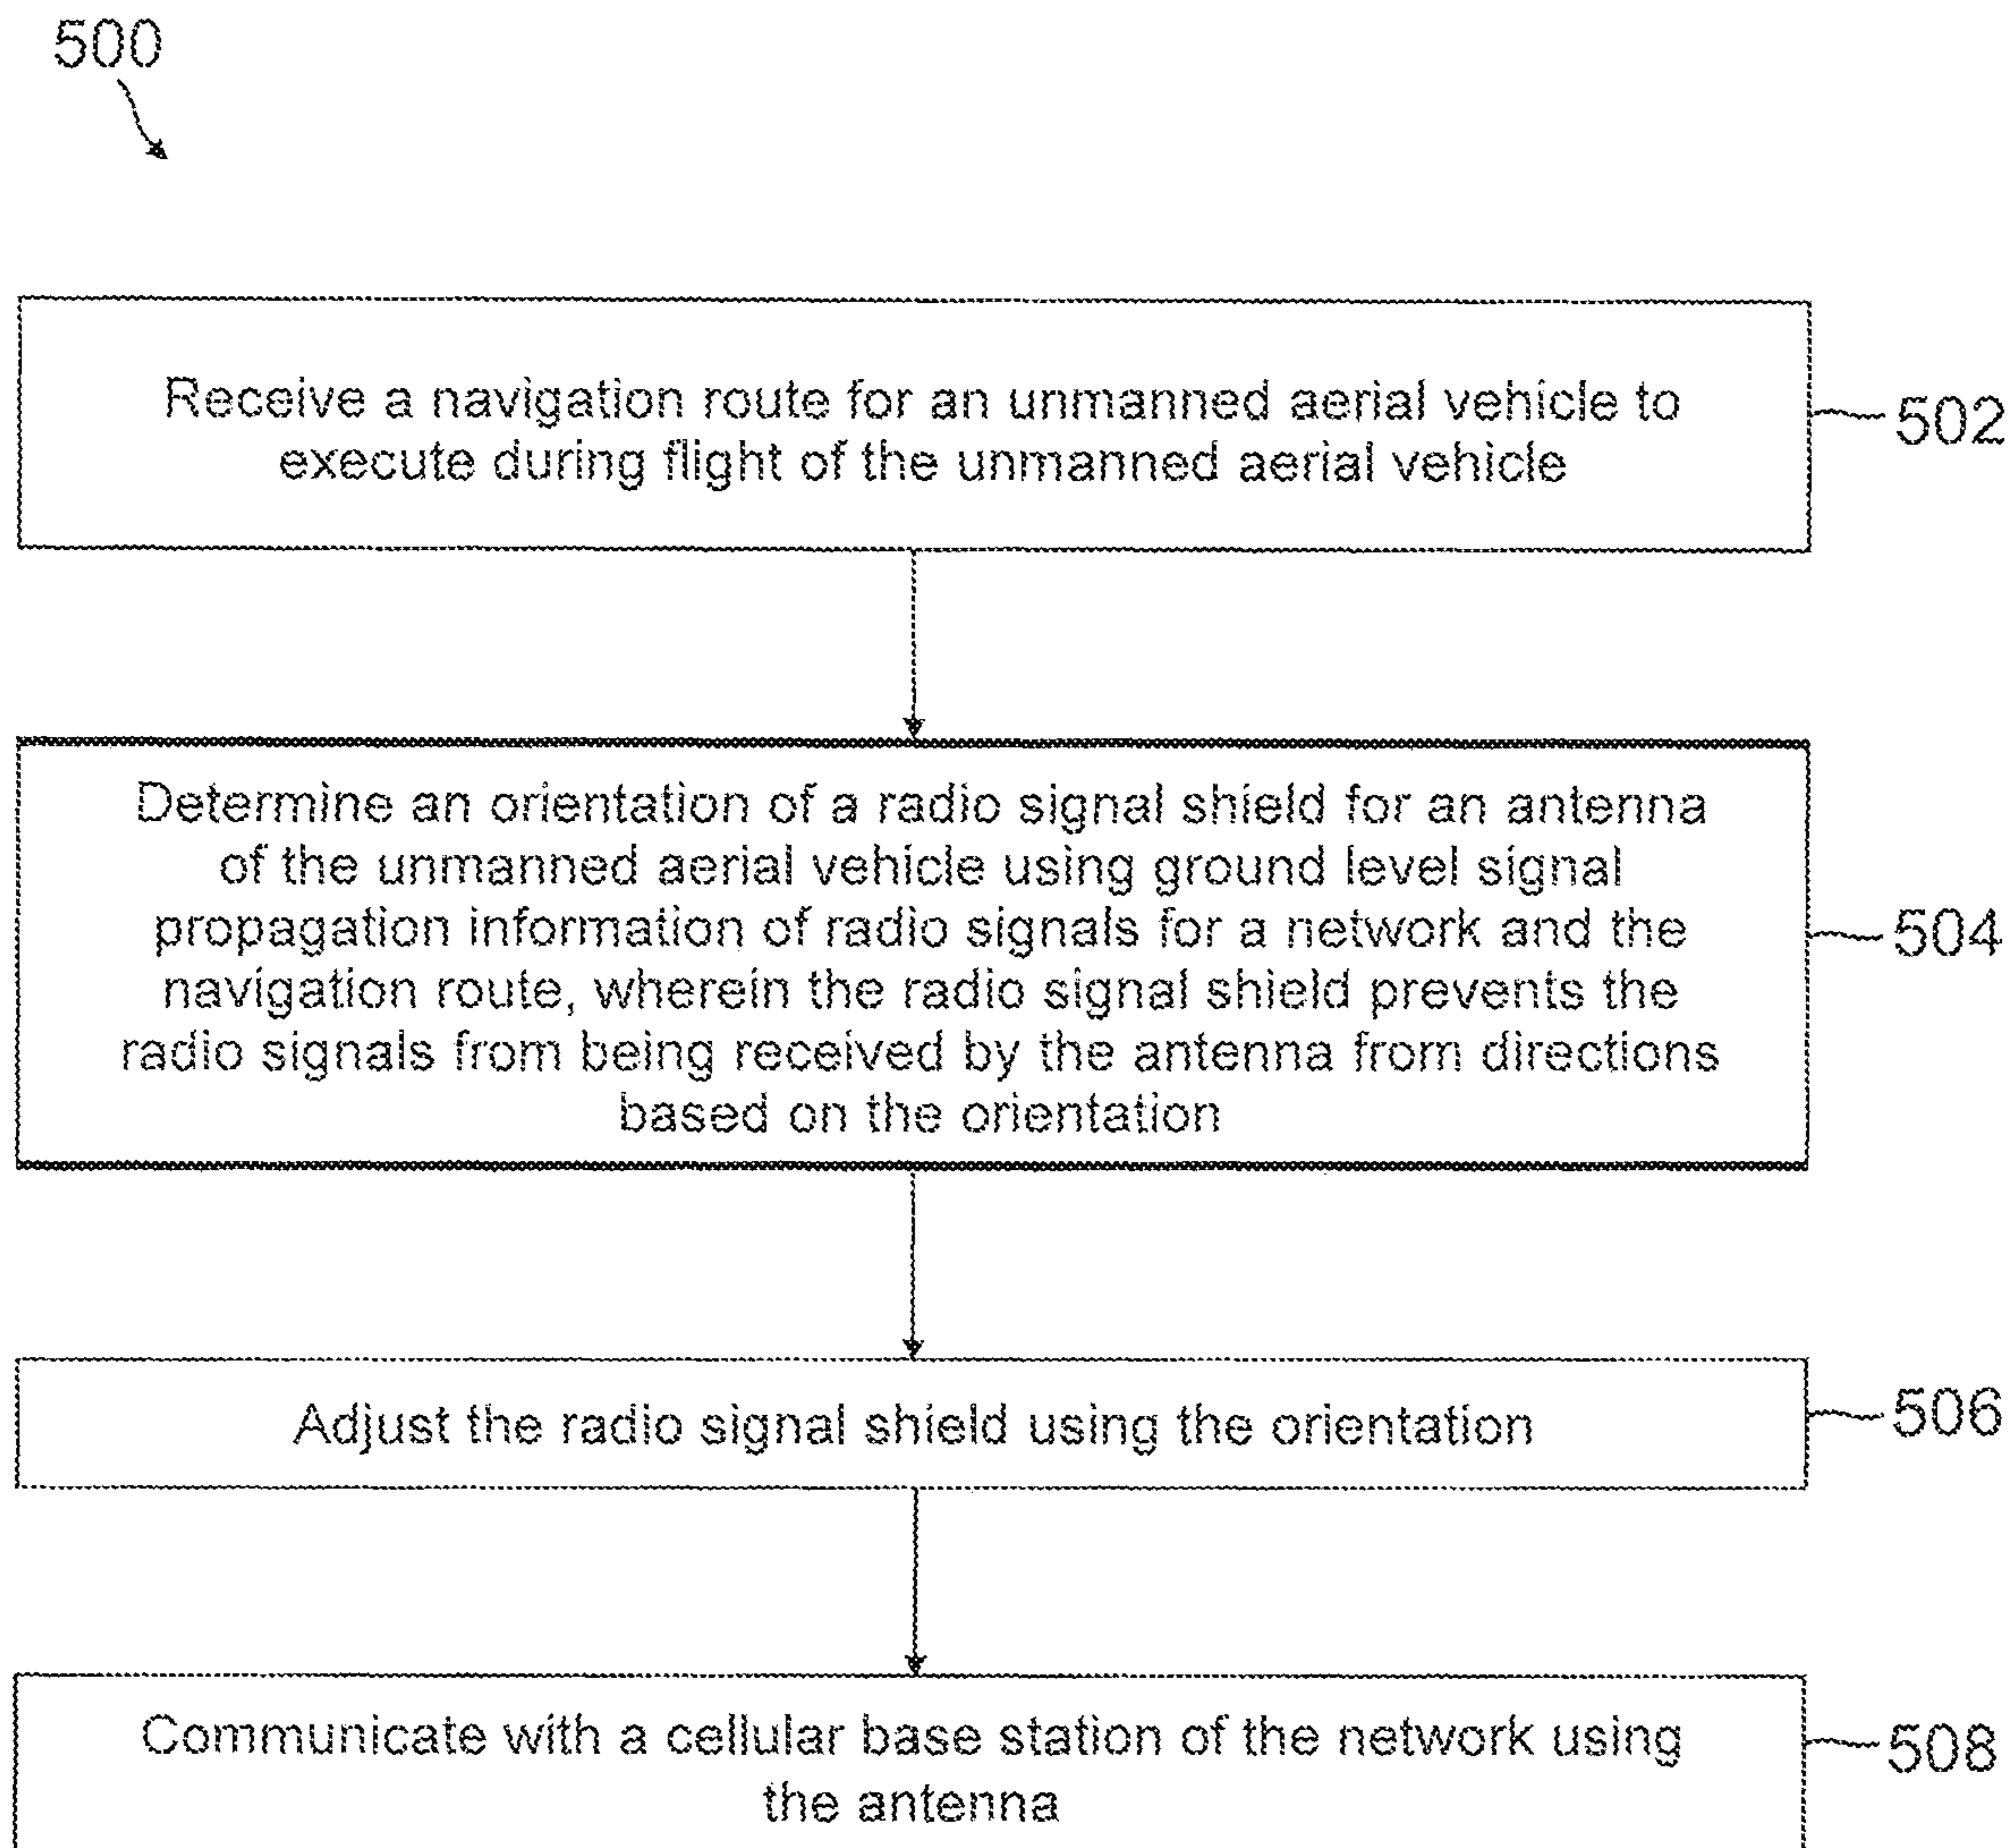 500
Receive a navigation route for an unmanned aerial vehicle to
execute during flight of the unmanned aerial vehicle
502
Determine an orientation of a radio signal shield for an antenna
of the unmanned aerial vehicle using ground level signal
propagation information of radio signals for a network and the
navigation route, wherein the radio signal shield prevents the
radio signals from being received by the antenna from directions
based on the orientation
504
Adjust the radio signal shield using the orientation
506
Communicate with a cellular base station of the network using
the antenna
508